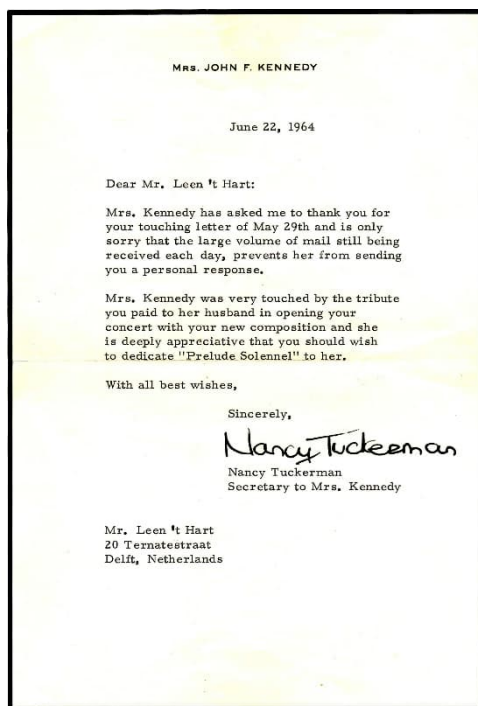 MRS. JOHN F. KENNEDY
June 22, 1964
Dear Mr. Leen 't Hart:
Mrs. Kennedy has asked me to thank you for
your touching letter of May 29th and is only
sorry that the large volume of mail still being
received each day, prevents her from sending
you a personal response.
Mrs. Kennedy was very touched by the tribute
you paid to her husband in opening your
concert with your new composition and she
is deeply appreciative that you should wish
to dedicate "Prelude Solennel" to her.
With all best wishes,
Sincerely,
Nancy Tuckerman
Nancy Tuckerman
Secretary to Mrs. Kennedy
Mr. Leen 't Hart
20 Ternatestraat
Delft, Netherlands